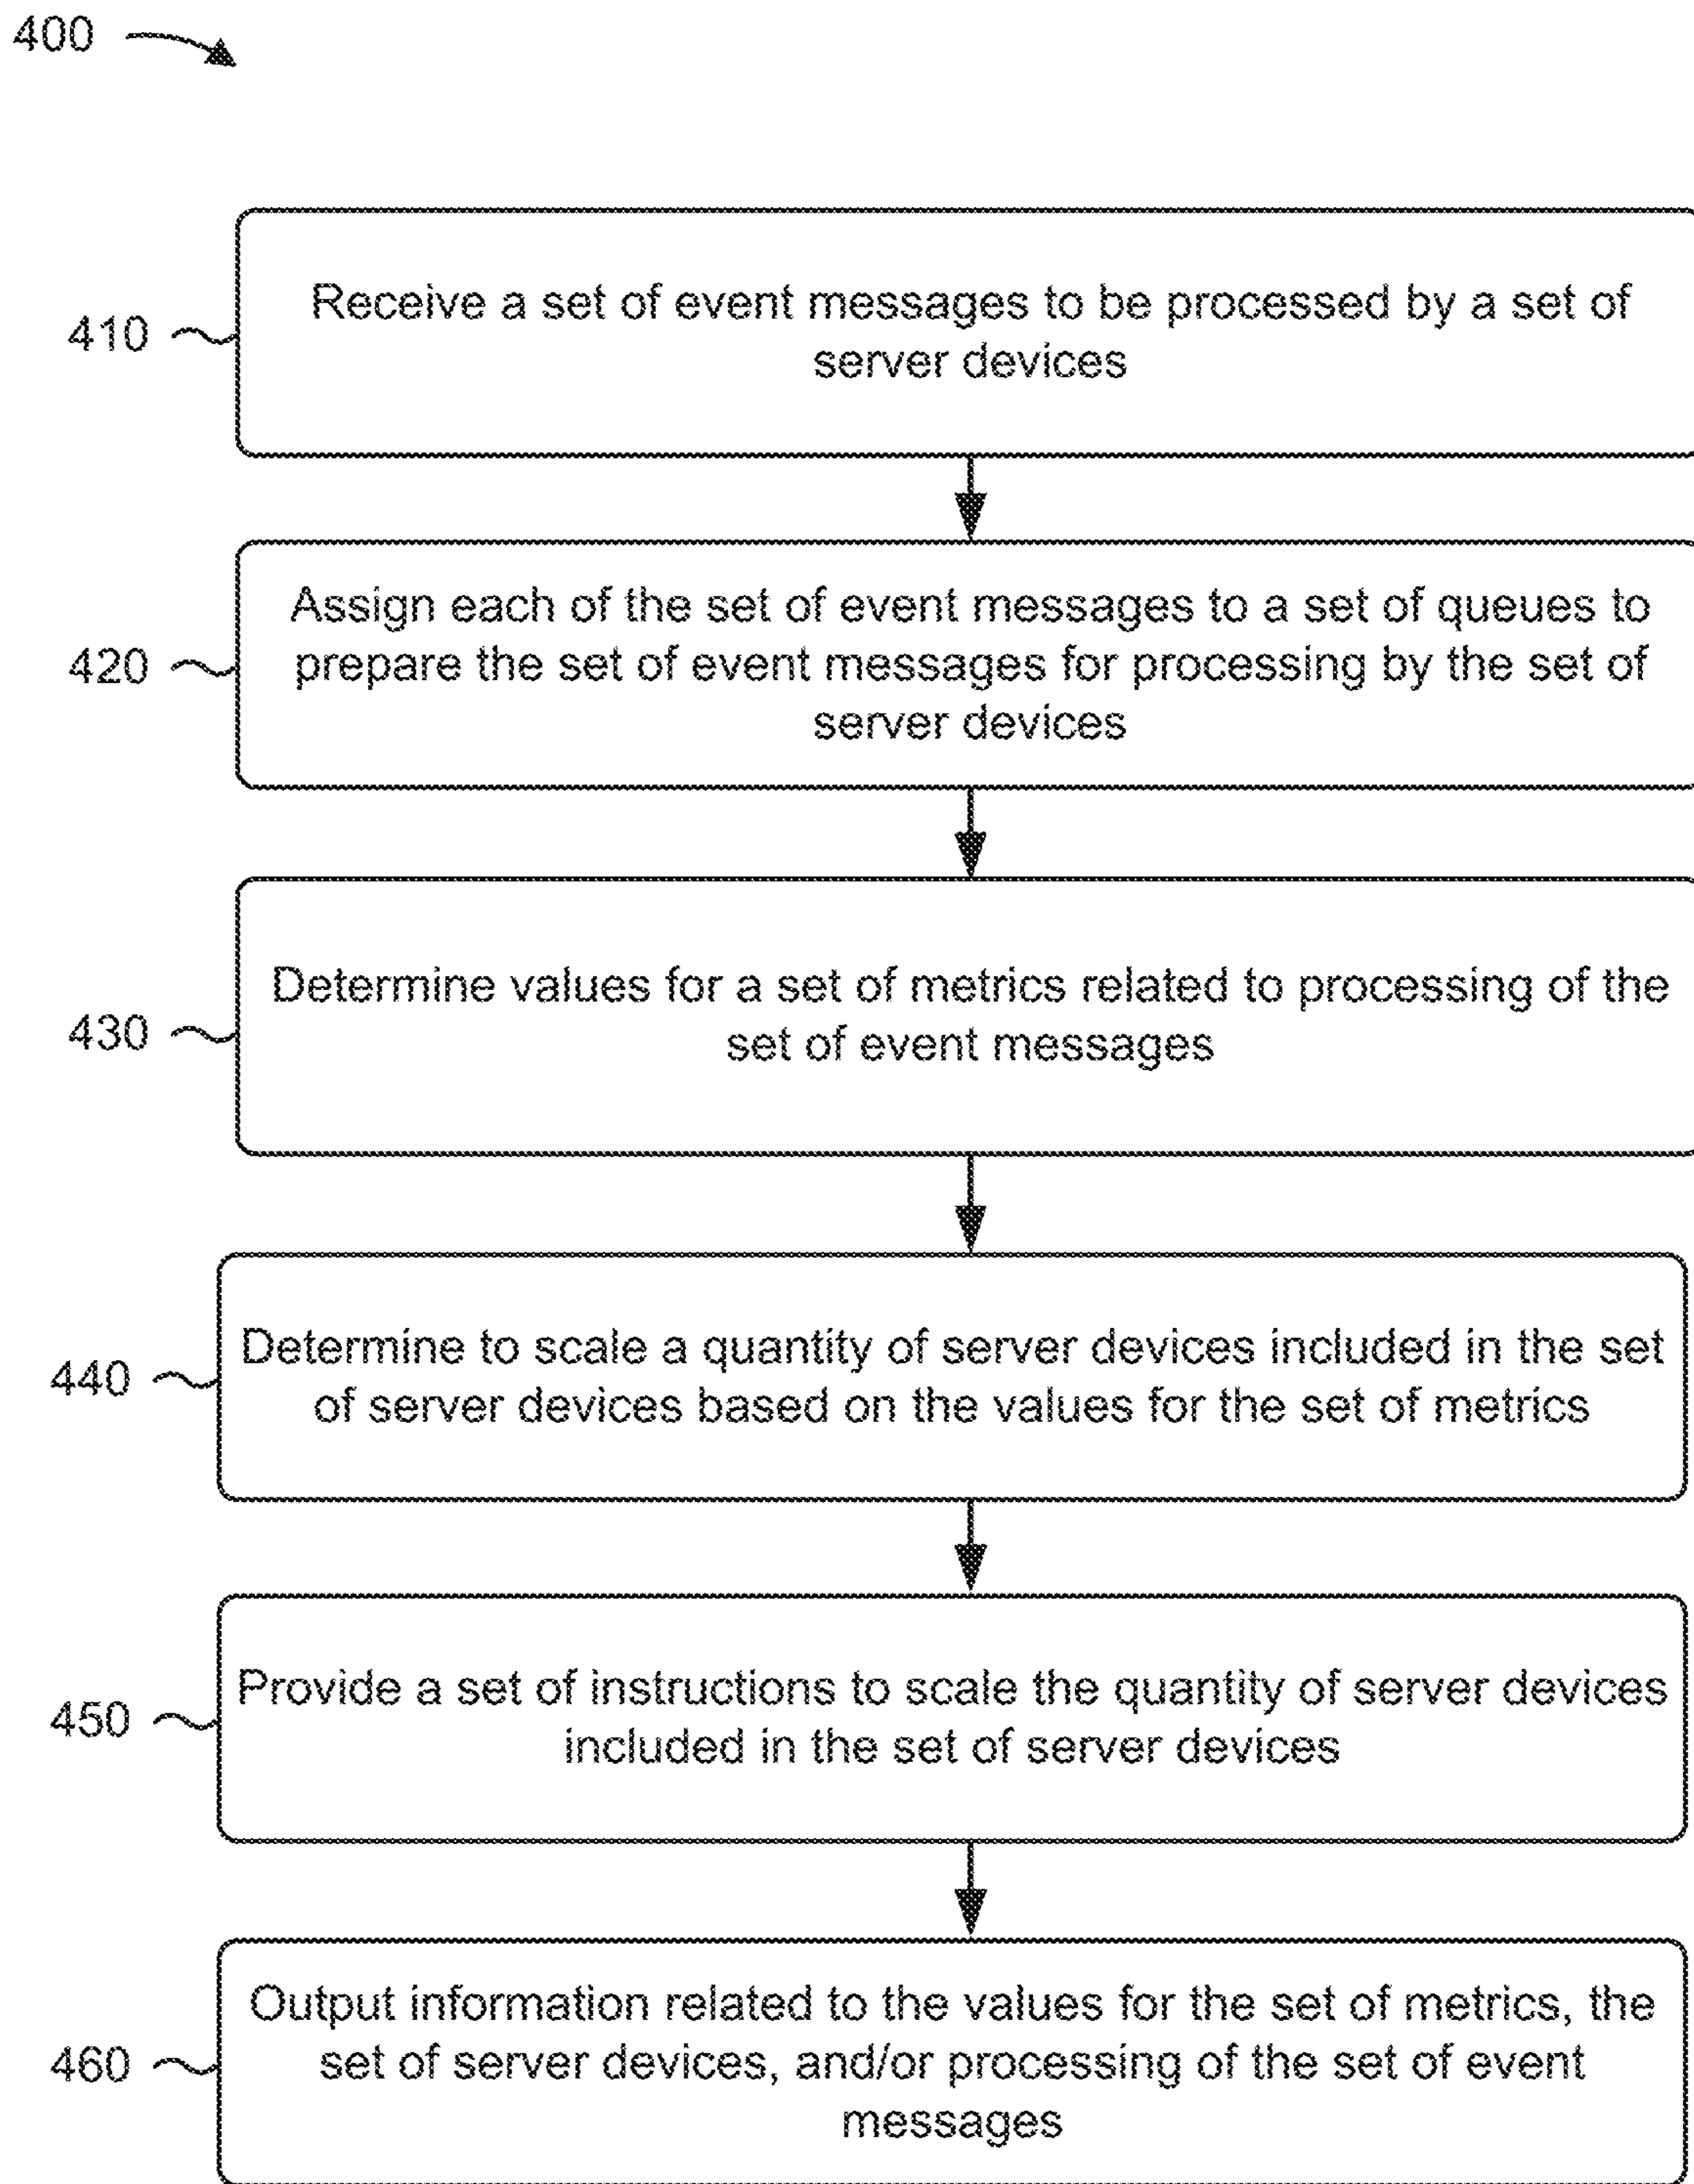 400
410
Receive a set of event messages to be processed by a set of
server devices
420
Assign each of the set of event messages to a set of queues to
prepare the set of event messages for processing by the set of
server devices
430
Determine values for a set of metrics related to processing of the
set of event messages
440
Determine to scale a quantity of server devices included in the set
of server devices based on the values for the set of metrics
450
Provide a set of instructions to scale the quantity of server devices
included in the set of server devices
460
Output information related to the values for the set of metrics, the
set of server devices, and/or processing of the set of event
messages